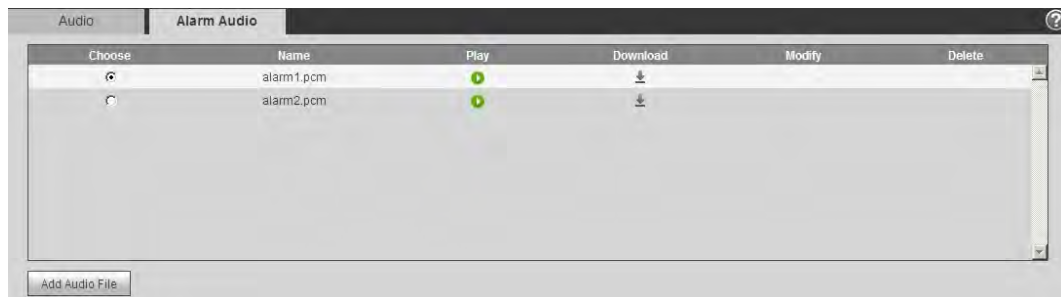 Audio Alarm Audio
Choose Name Play Download Modify Delete
alarm1.pcm
alarm2.pcm
Add Audio File